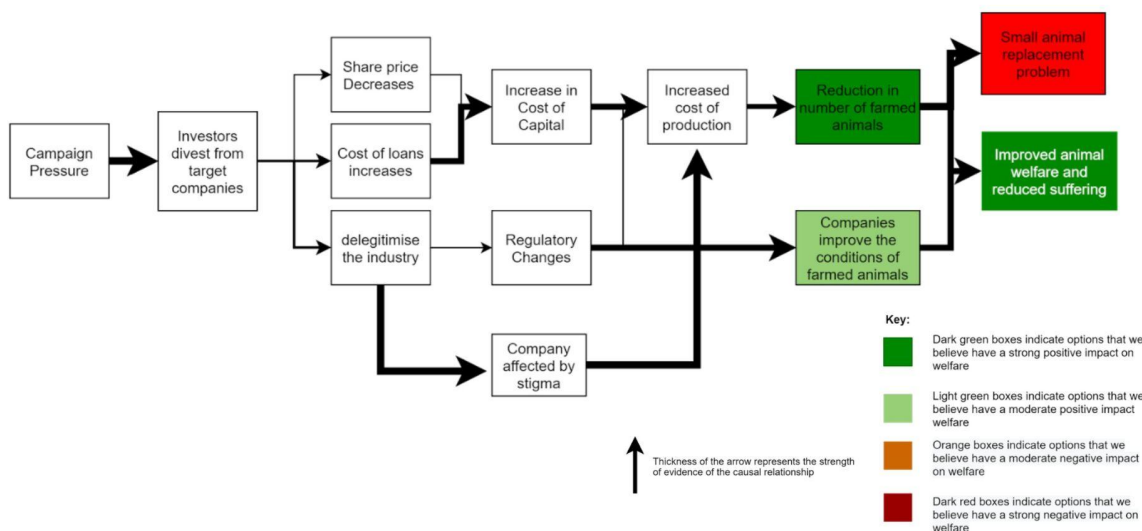 Campaign
Pressure
Investors
divest from
target
companies
Share price
Decreases
Cost of loans
increases
delegitimise
the industry
Increase in
Cost of
Capital
Regulatory
Changes
Company
affected by
stigma
Increased
cost of
production
Reduction in
number of farmed
animals
Companies
improve the
conditions of
farmed animals
Small animal
replacement
problem
Improved animal
welfare and
reduced suffering
Key:
Dark green boxes indicate options that we
believe have a strong positive impact on
welfare
Light green boxes indicate options that we
believe have a moderate positive impact
welfare
Orange boxes indicate options that we
believe have a moderate negative impact
on welfare
Dark red boxes indicate options that we
believe have a strong negative impact on
welfare
Thickness of the arrow represents the strength
of evidence of the causal relationship